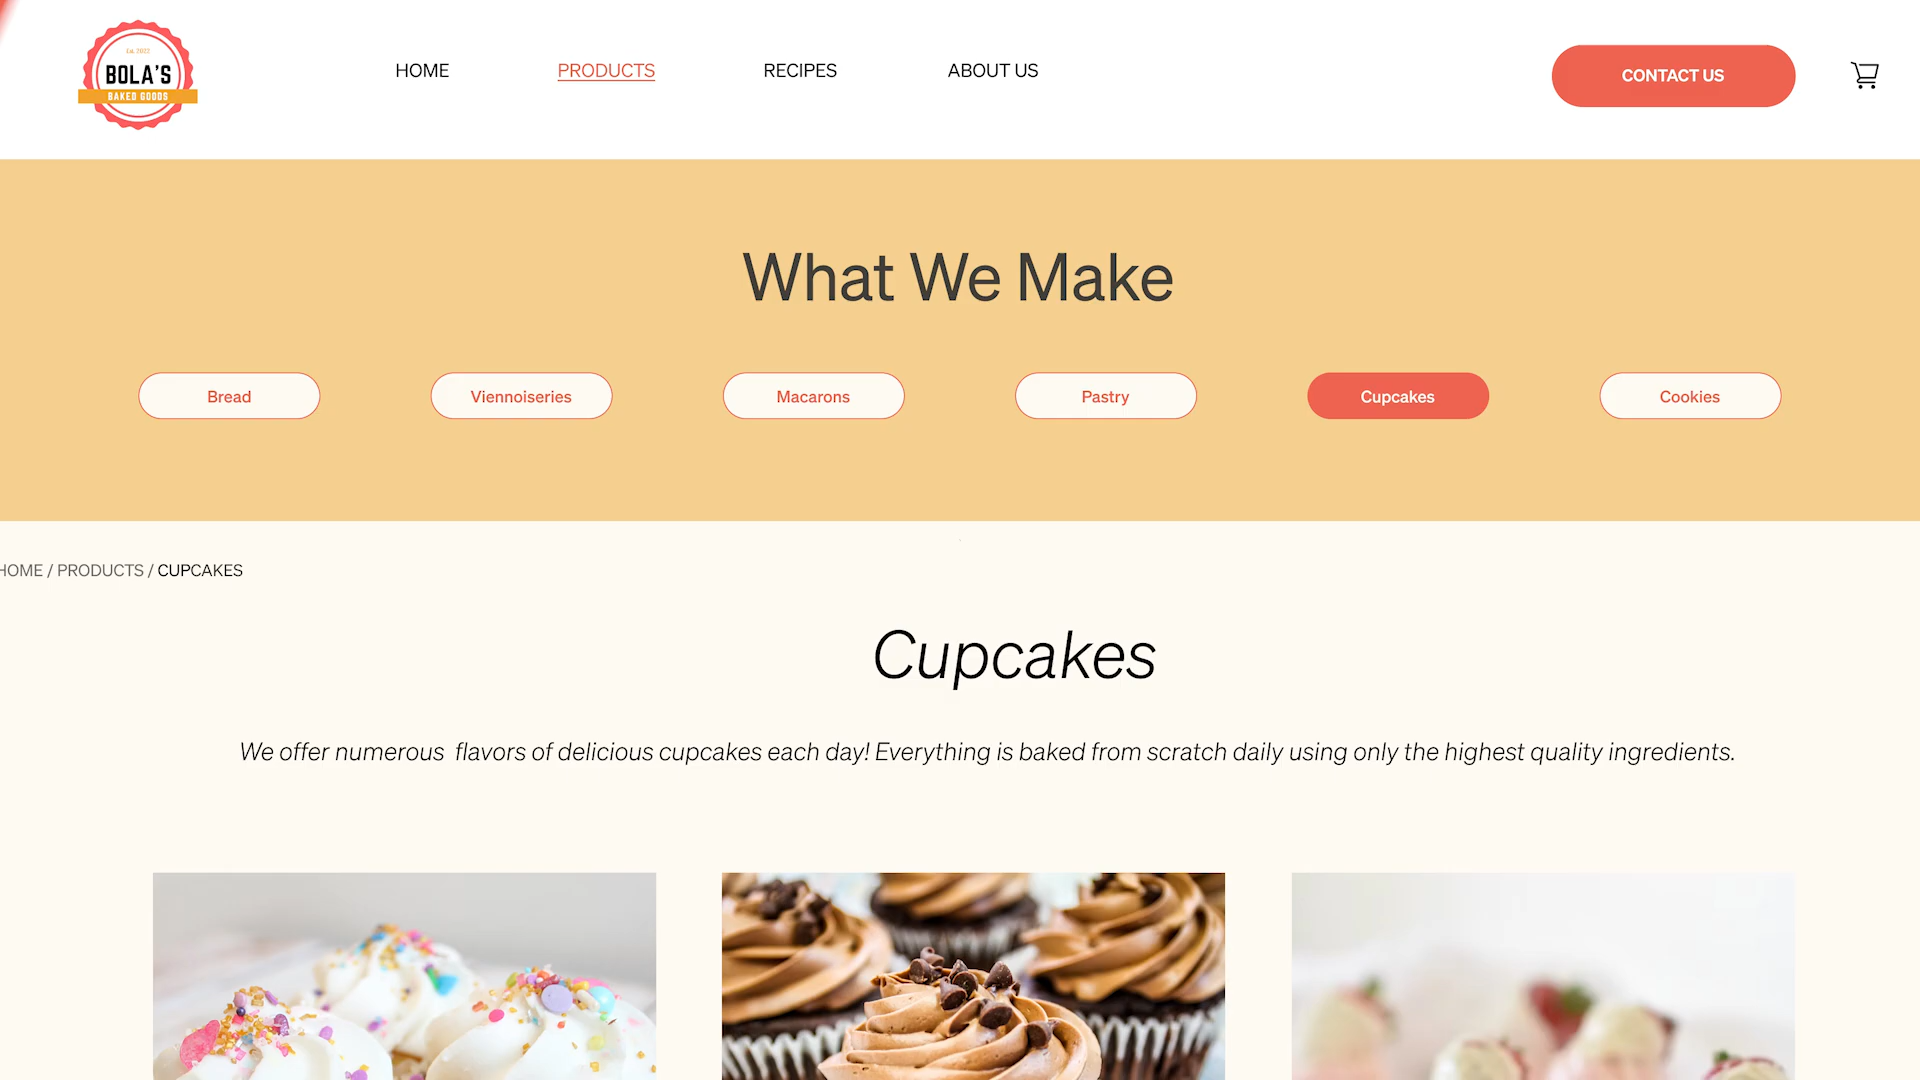 Est. 2022
BOLA'S
BAKED GOODS
HOME PRODUCTS RECIPES ABOUT US CONTACT US
What We Make
Bread Viennoiseries Macarons Pastry Cupcakes Cookies
HOME / PRODUCTS / CUPCAKES
Cupcakes
We offer numerous flavors of delicious cupcakes each day! Everything is baked from scratch daily using only the highest quality ingredients.